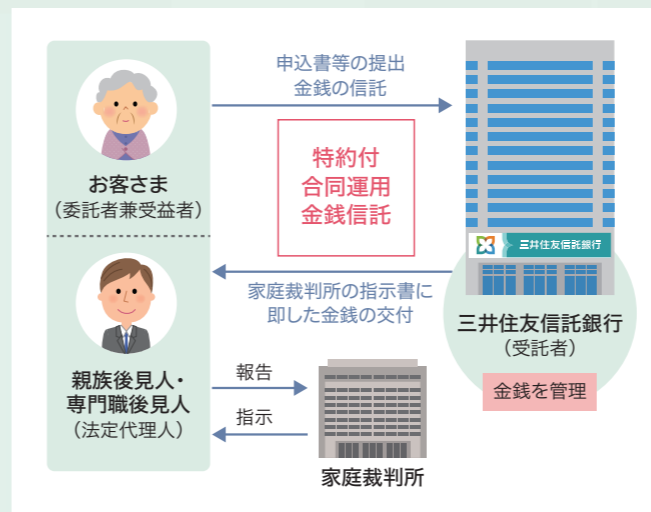 申込書等の提出
金銭の信託
特約付
合同運用
金銭信託
お客さま
（委託者兼受益者）
三井住友信託銀行
家庭裁判所の指示書に
即した金銭の交付
三井住友信託銀行
（受託者）
金銭を管理
親族後見人・
専門職後見人
（法定代理人）
報告
指示
家庭裁判所